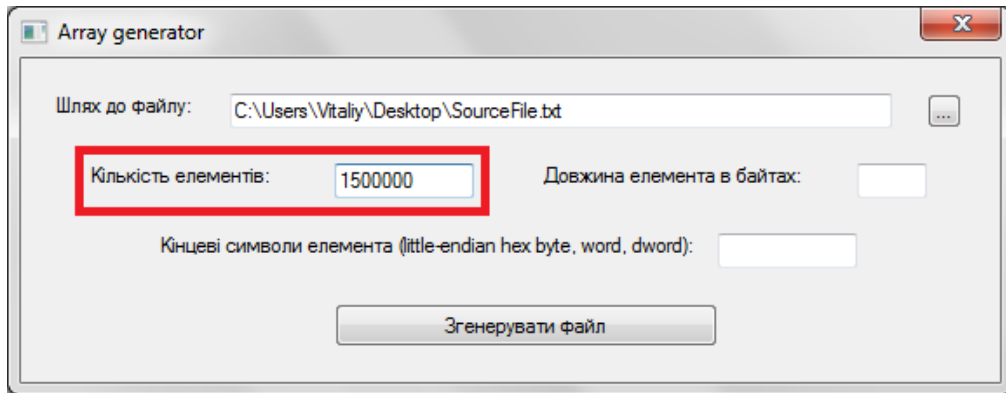 Array generator
Шлях до файлу: C:\Users\Vitaliy\Desktop\SourceFile.txt ...
Кількість елементів: 1500000 Довжина елемента в байтах:
Кінцеві символи елемента (little-endian hex byte, word, dword):
Згенерувати файл